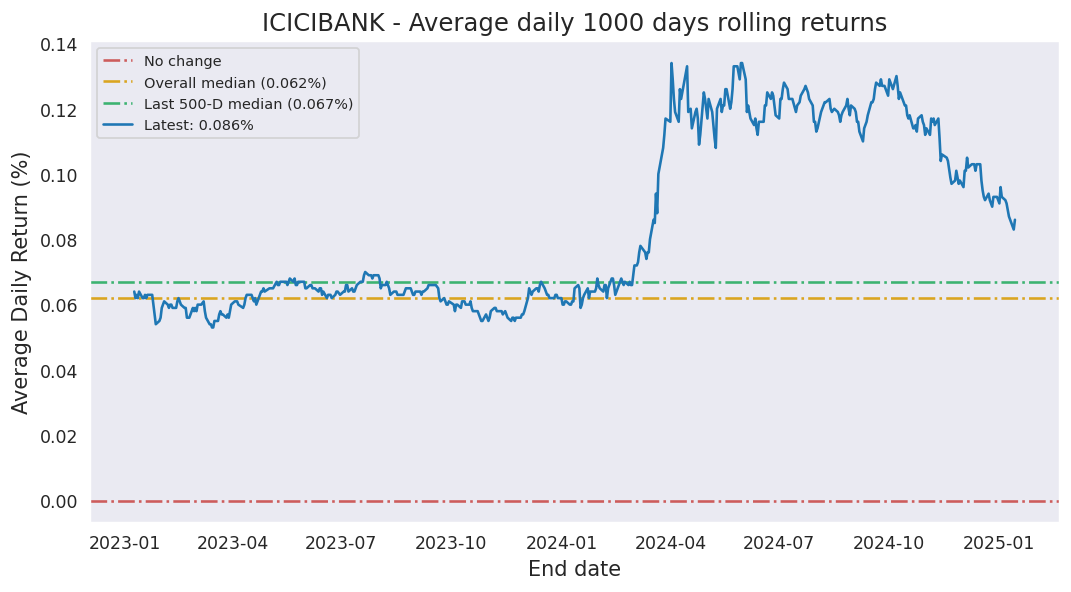 ICICIBANK - Average daily 1000 days rolling returns
No change
Overall median (0.062%)
Last 500-D median (0.067%)
Latest: 0.086%
Average Daily Return (%)
0.14
0.12
0.10
0.08
0.06
0.04
0.02
0.00
2023-01 2023-04 2023-07 2023-10 2024-01 2024-04 2024-07 2024-10 2025-01
End date